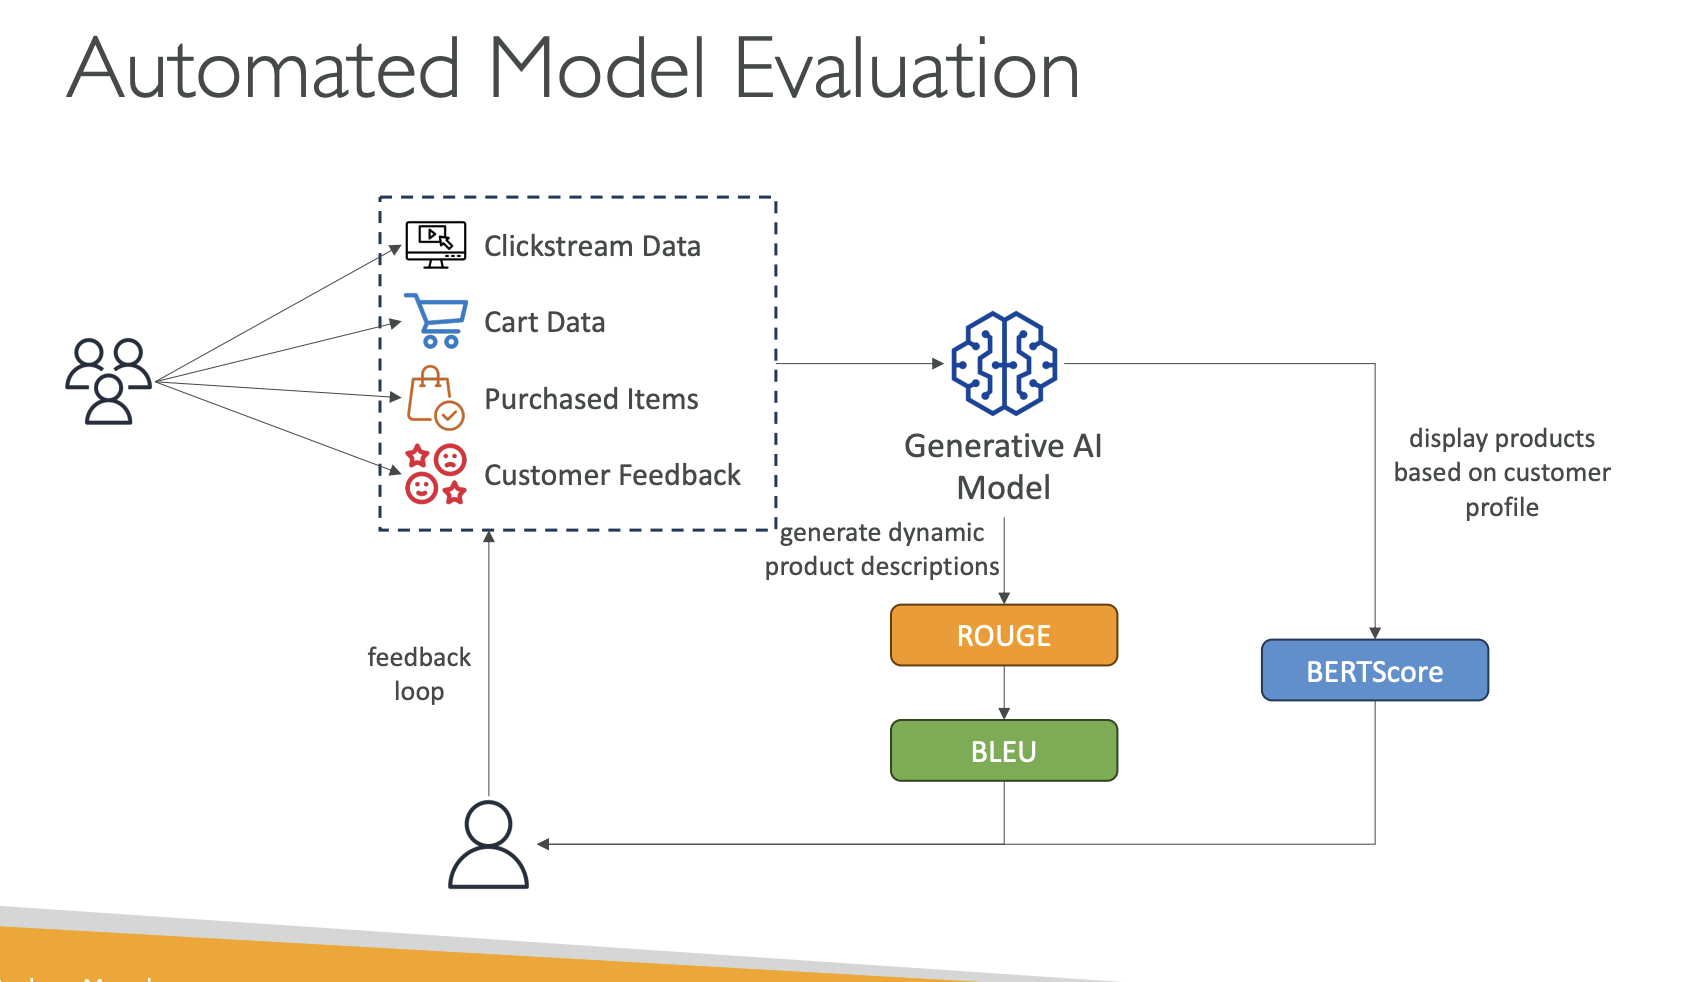 Automated Model Evaluation
Clickstream Data
Cart Data
Purchased Items
Customer Feedback
Generative AI
Model
display products
based on customer
profile
generate dynamic
product descriptions
ROUGE
BERTScore
feedback
loop
BLEU